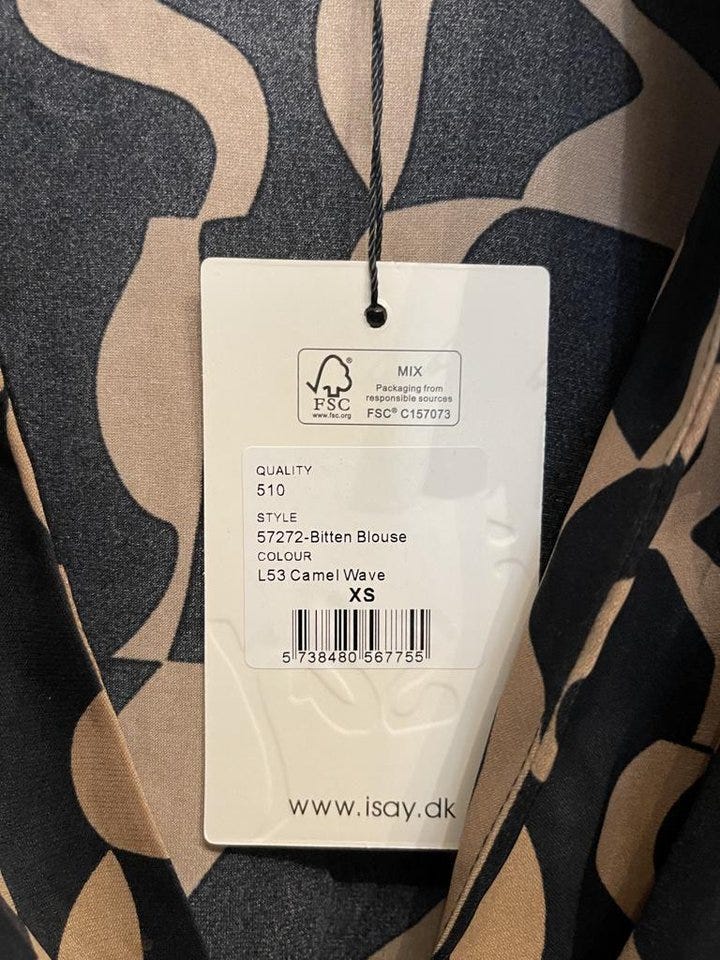 FSC®
www.fsc.org
MIX
Packaging from
responsible sources
FSC® C157073
QUALITY
510
STYLE
57272-Bitten Blouse
COLOUR
L53 Camel Wave
XS
5 738480 567755
www.isay.dk